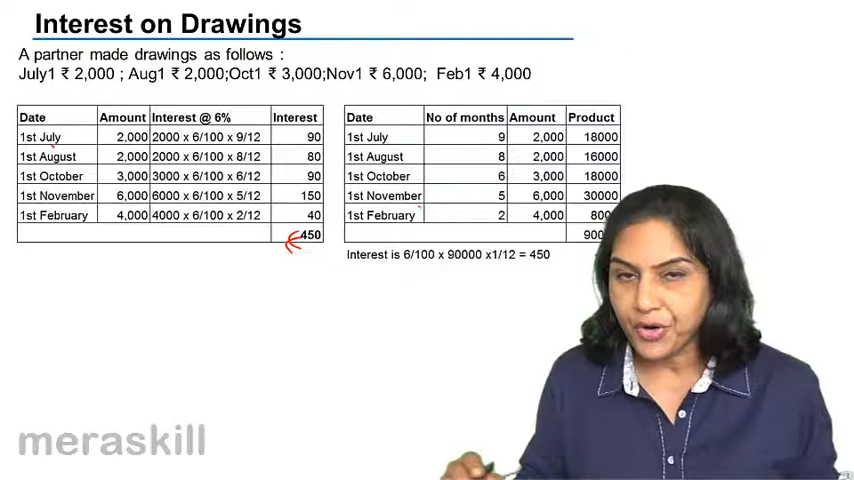 Interest on Drawings
A partner made drawings as follows :
July1 ₹ 2,000 ; Aug1 ₹ 2,000;Oct1 ₹ 3,000;Nov1 ₹ 6,000; Feb1 ₹ 4,000
Date Amount Interest @ 6% Interest
1st July 2,000 2000 x 6/100 x 9/12 90
1st August 2,000 2000 x 6/100 x 8/12 80
1st October 3,000 3000 x 6/100 x 6/12 90
1st November 6,000 6000 x 6/100 x 5/12 150
1st February 4,000 4000 x 6/100 x 2/12 40
450
Date No of months Amount Product
1st July 9 2,000 18000
1st August 8 2,000 16000
1st October 6 3,000 18000
1st November 5 6,000 30000
1st February 2 4,000
Interest is 6/100 x 90000 x1/12 = 450
meraskill